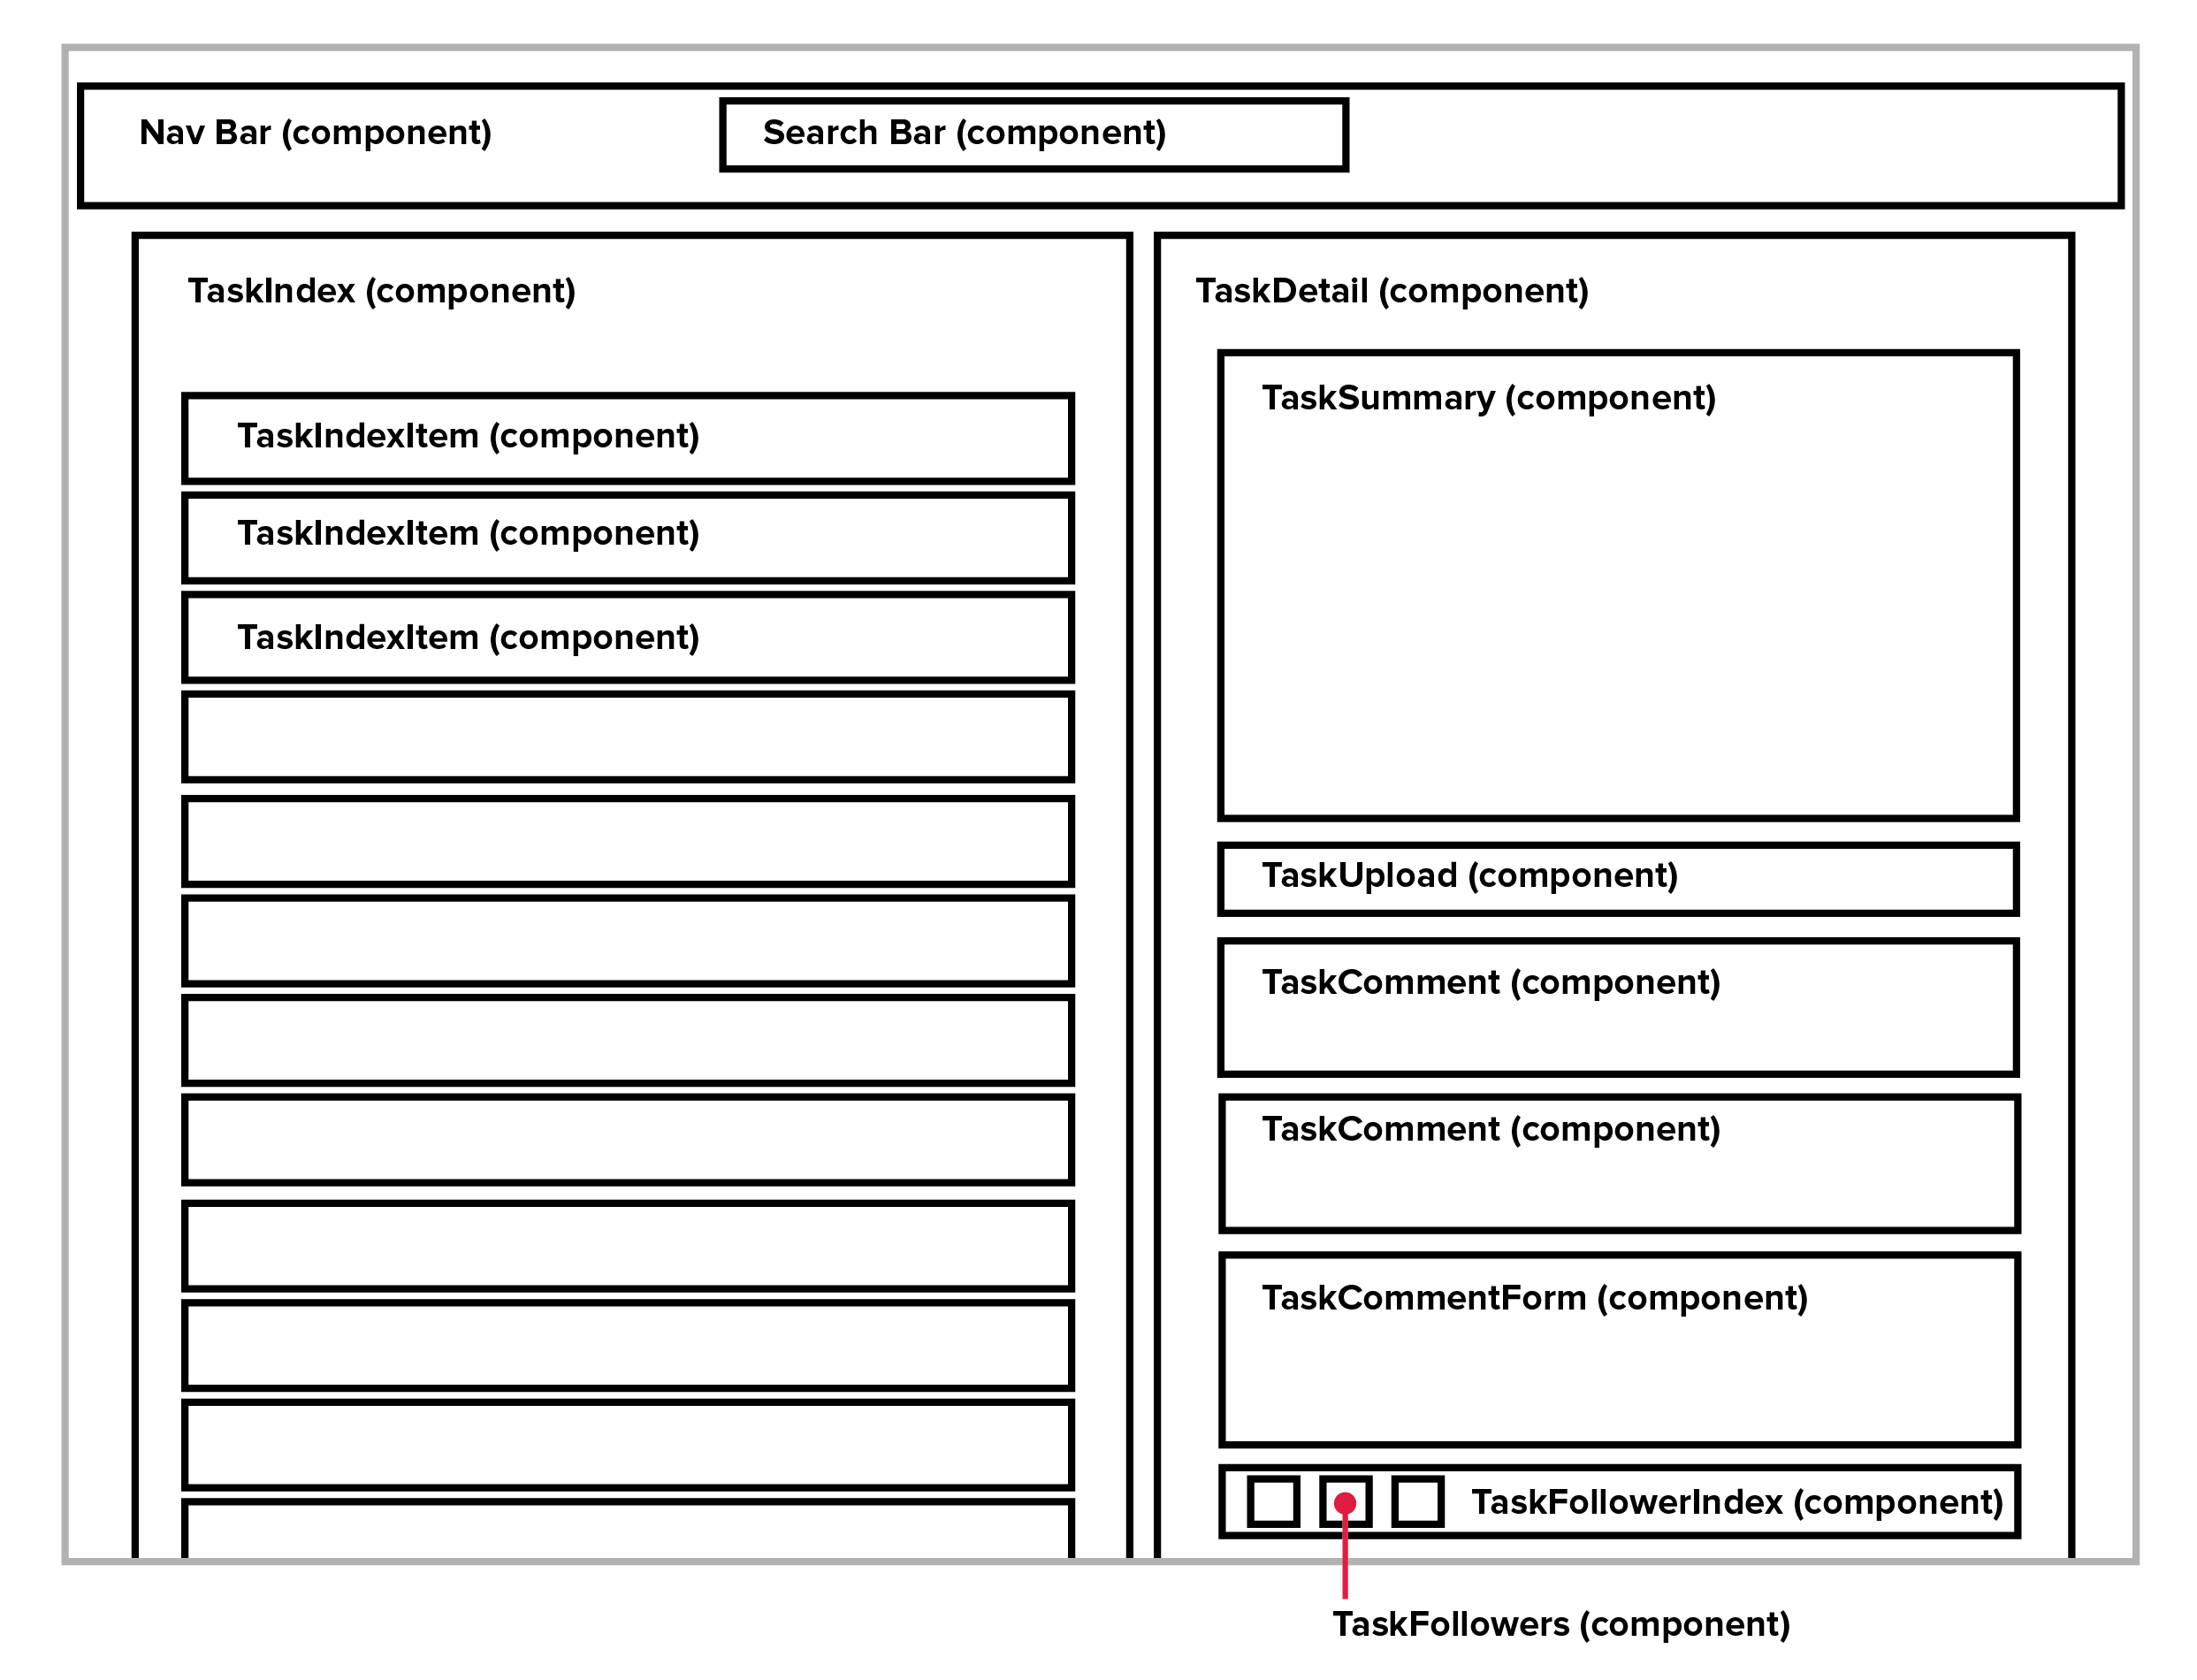 Nav Bar (component)
Search Bar (component)
TaskIndex (component)
TaskIndexItem (component)
TaskIndexItem (component)
TaskIndexItem (component)
TaskDetail (component)
TaskSummary (component)
TaskUpload (component)
TaskComment (component)
TaskComment (component)
TaskCommentForm (component)
TaskFollowerIndex (component)
TaskFollowers (component)